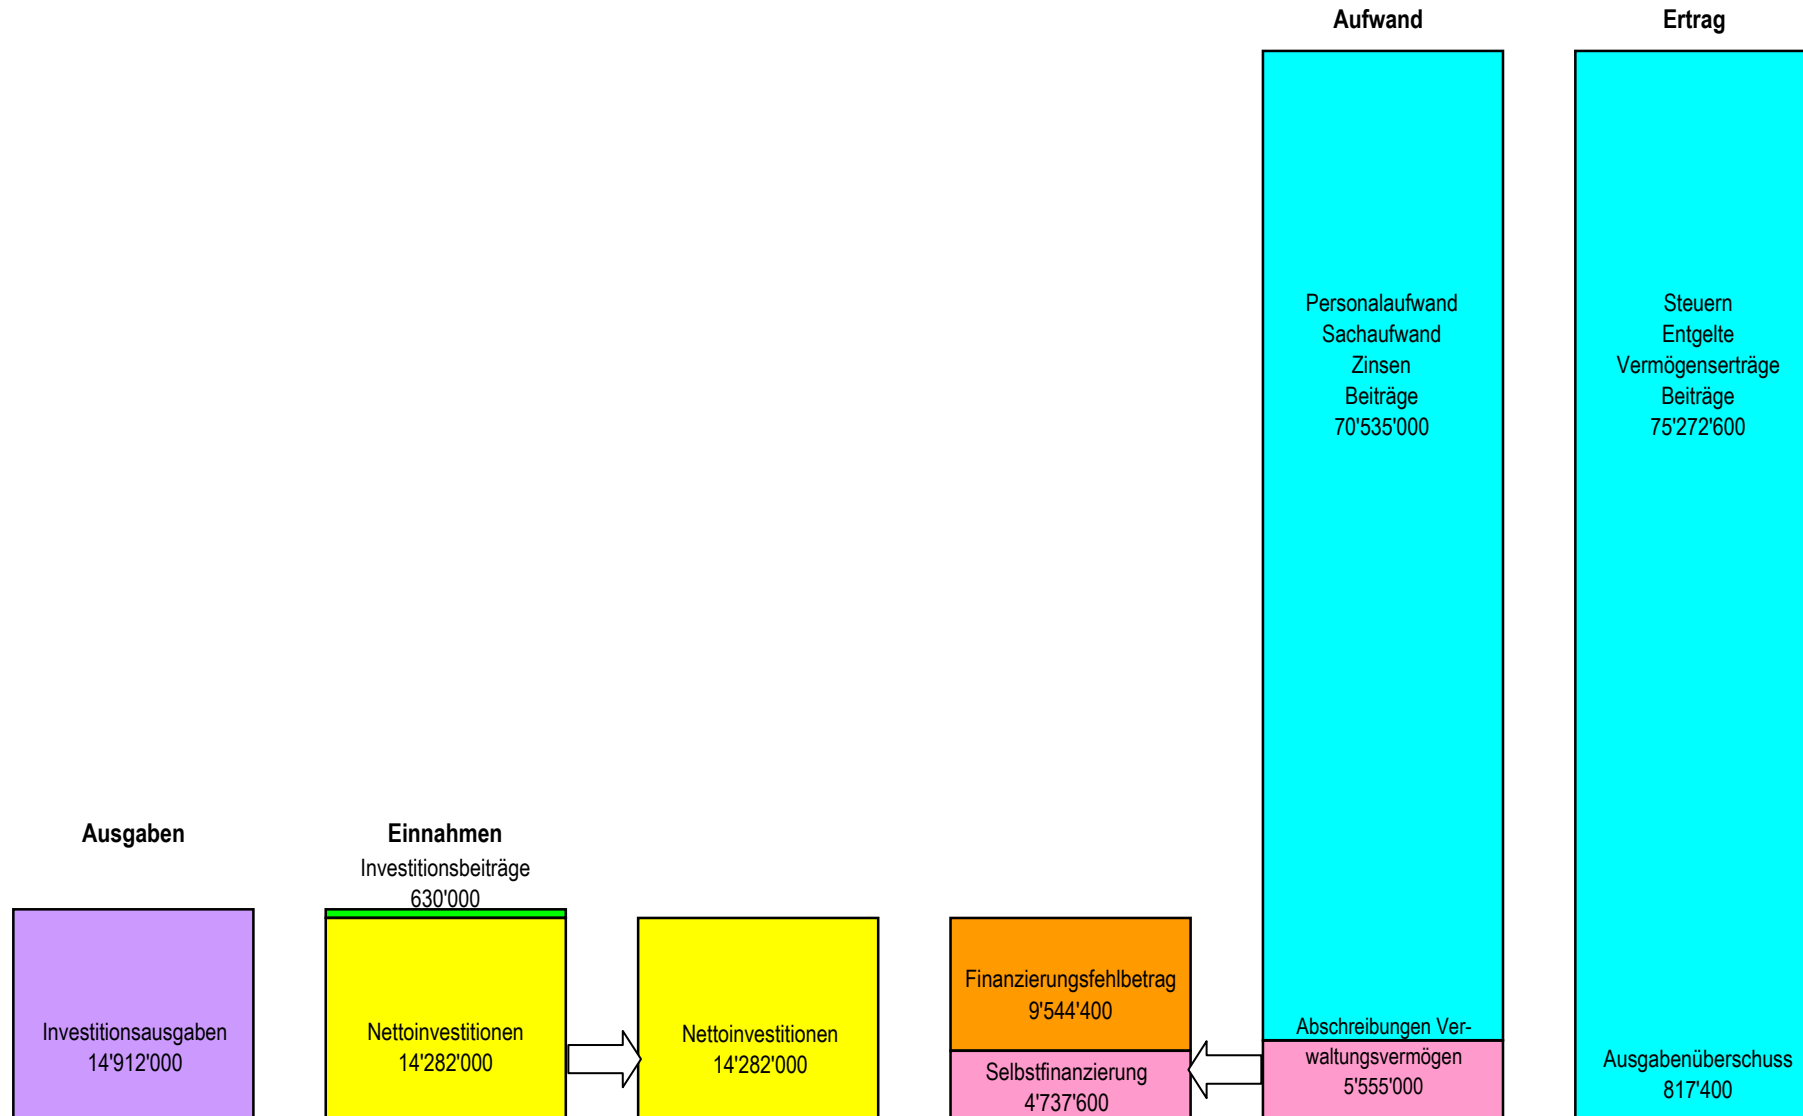 Aufwand
Ertrag
Personalaufwand
Sachaufwand
Zinsen
Beiträge
70'535'000
Steuern
Entgelte
Vermögenserträge
Beiträge
75'272'600
Ausgaben
Einnahmen
Investitionsbeiträge
630'000
Investitionsausgaben
14'912'000
Nettoinvestitionen
14'282'000
Nettoinvestitionen
14'282'000
Finanzierungsfehlbetrag
9'544'400
Selbstfinanzierung
4'737'600
Abschreibungen Ver-
waltungsvermögen
5'555'000
Ausgabenüberschuss
817'400